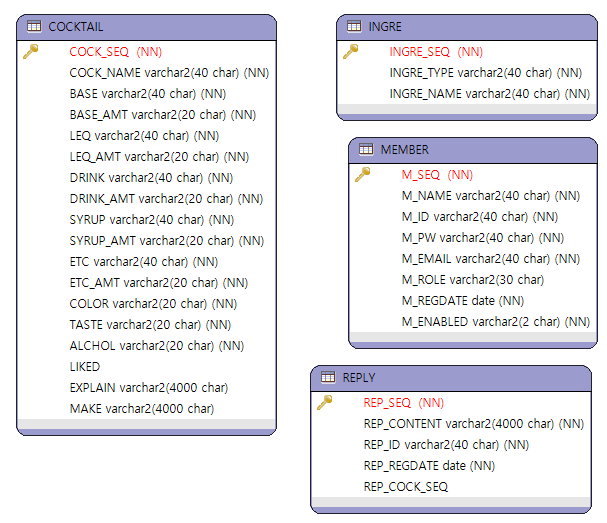 COCKTAIL
COCK_SEQ (NN)
COCK_NAME varchar2(40 char) (NN)
BASE varchar2(40 char) (NN)
BASE_AMT varchar2(20 char) (NN)
LEQ varchar2(40 char) (NN)
LEQ_AMT varchar2(20 char) (NN)
DRINK varchar2(40 char) (NN)
DRINK_AMT varchar2(20 char) (NN)
SYRUP varchar2(40 char) (NN)
SYRUP_AMT varchar2(20 char) (NN)
ETC varchar2(40 char) (NN)
ETC_AMT varchar2(20 char) (NN)
COLOR varchar2(20 char) (NN)
TASTE varchar2(20 char) (NN)
ALCHOL varchar2(20 char) (NN)
LIKED
EXPLAIN varchar2(4000 char)
MAKE varchar2(4000 char)
INGRE
INGRE_SEQ (NN)
INGRE_TYPE varchar2(40 char) (NN)
INGRE_NAME varchar2(40 char) (NN)
MEMBER
M_SEQ (NN)
M_NAME varchar2(40 char) (NN)
M_ID varchar2(40 char) (NN)
M_PW varchar2(40 char) (NN)
M_EMAIL varchar2(40 char) (NN)
M_ROLE varchar2(30 char)
M_REGDATE date (NN)
M_ENABLED varchar2(2 char) (NN)
REPLY
REP_SEQ (NN)
REP_CONTENT varchar2(4000 char) (NN)
REP_ID varchar2(40 char) (NN)
REP_REGDATE date (NN)
REP_COCK_SEQ